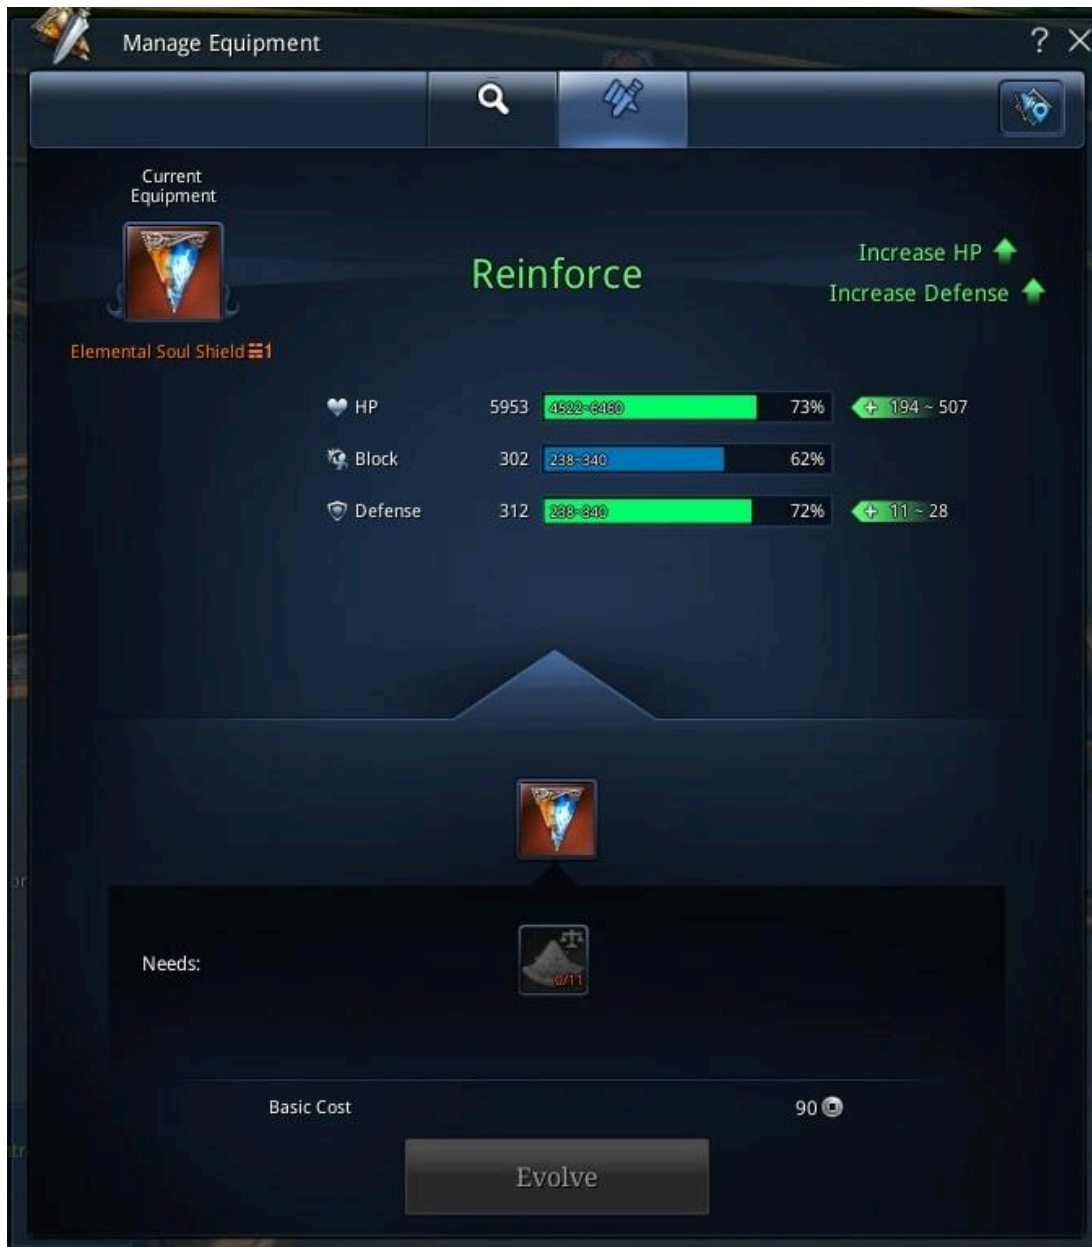 Manage Equipment
?
Current
Equipment
Reinforce
Increase HP
Increase Defense
Elemental Soul Shield ☵1
HP 5953 4522~6460 73% + 194 ~ 507
Block 302 238~340 62%
Defense 312 238~340 72% + 11 ~ 28
Needs:
0/11
Basic Cost 90
Evolve